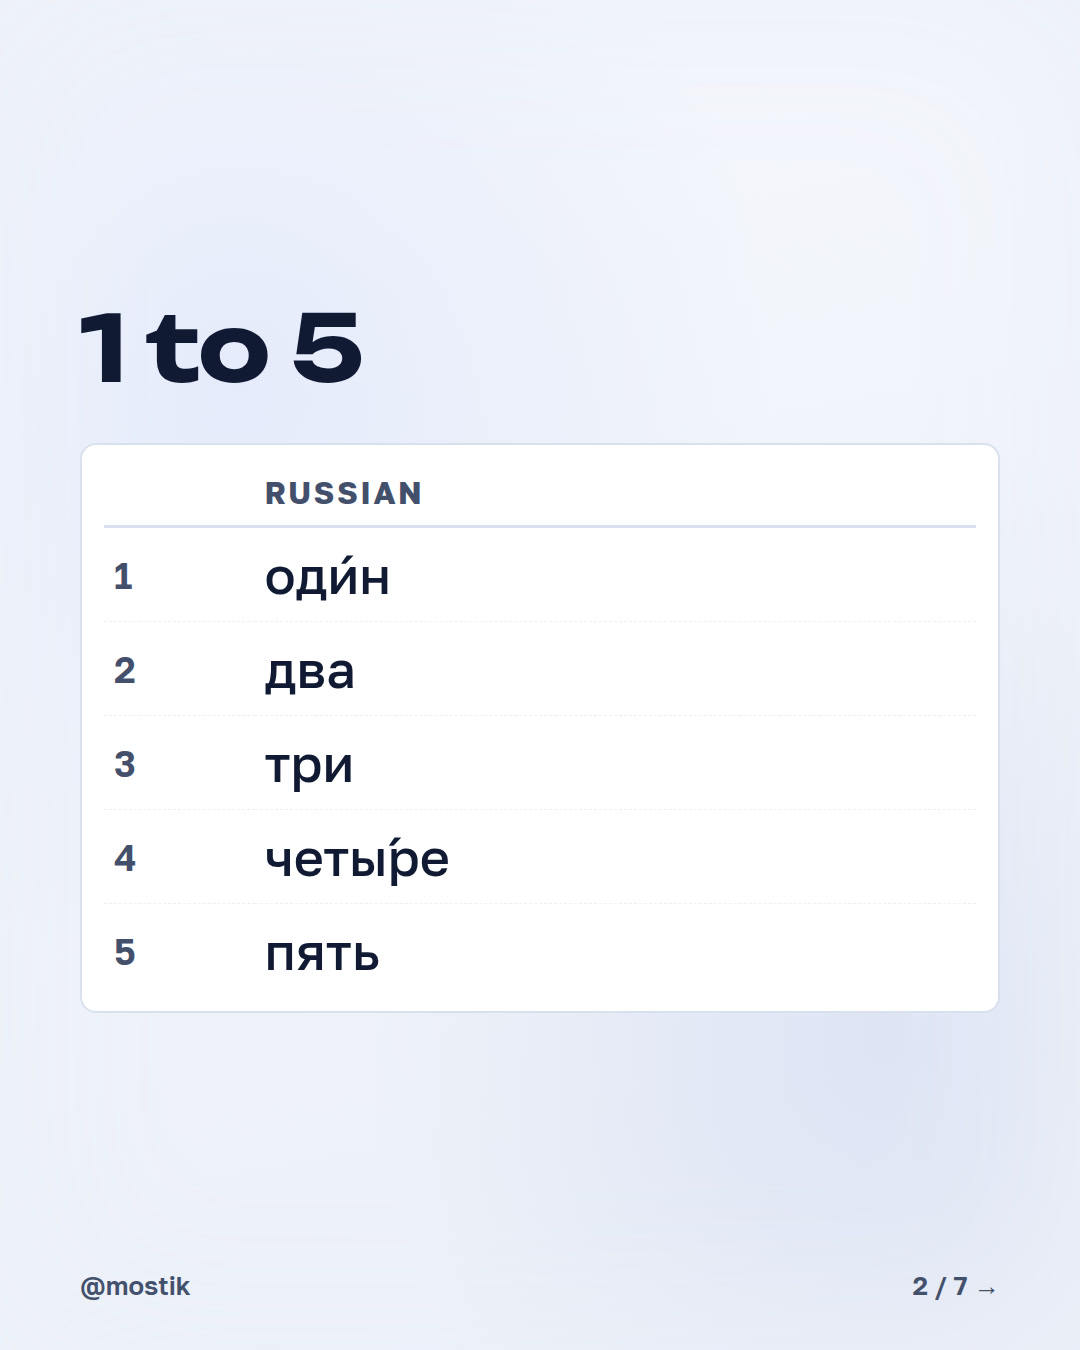 1 to 5
RUSSIAN
1 оди́н
2 два
3 три
4 четы́ре
5 пять
@mostik
2 / 7 →